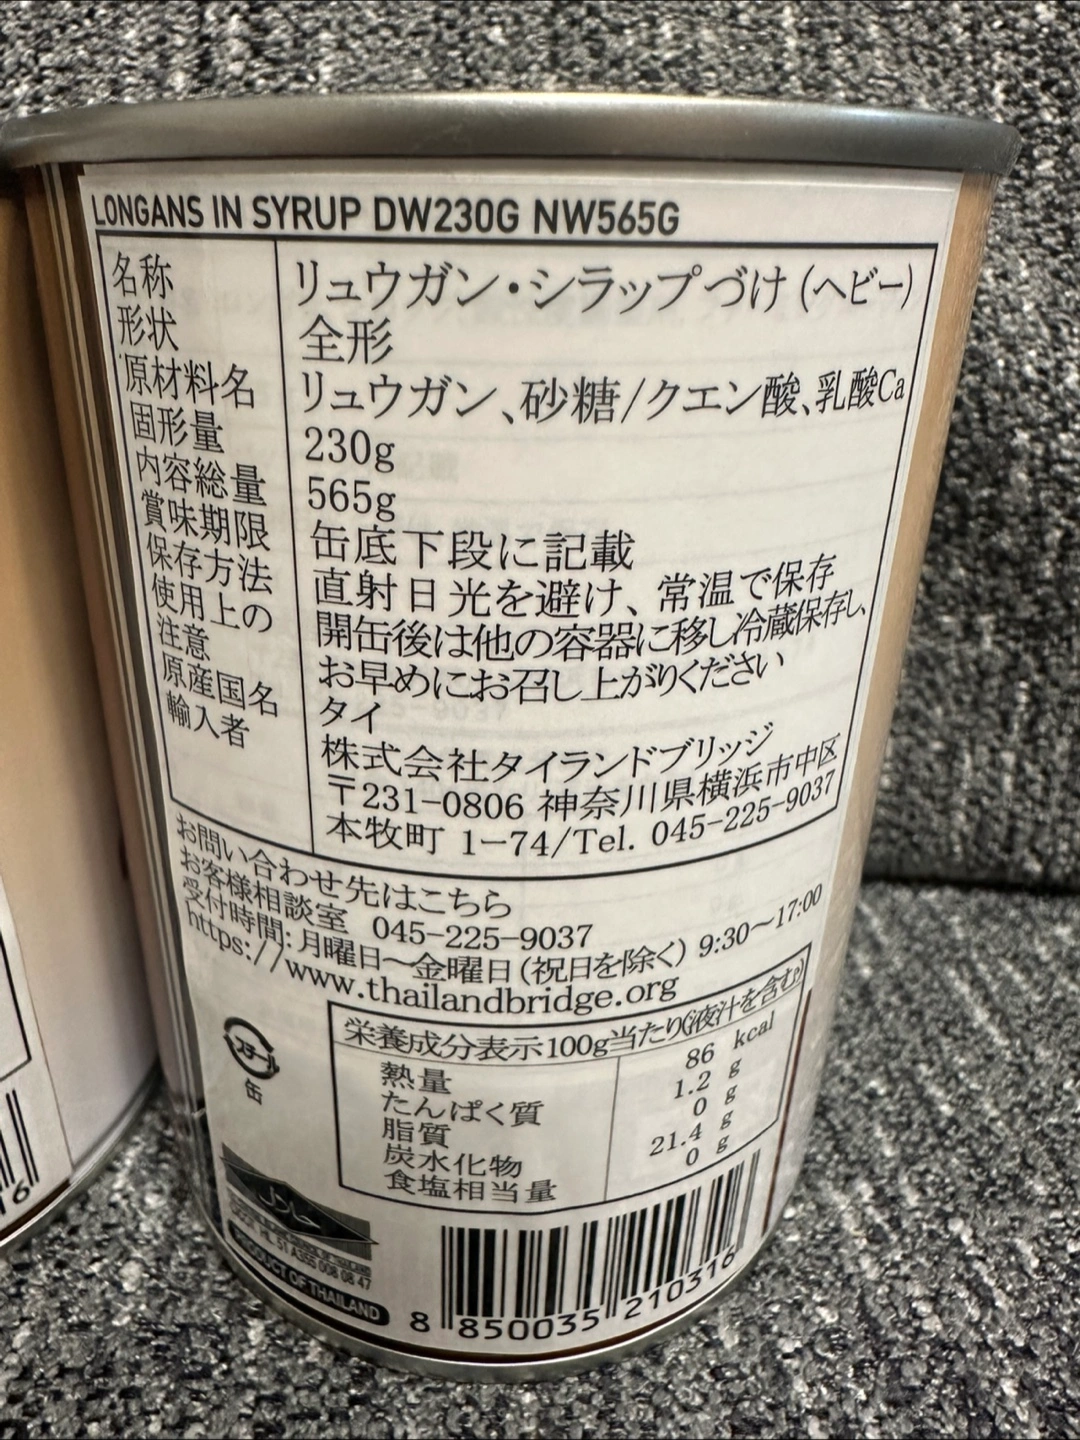 LONGANS IN SYRUP DW230G NW565G
名称 リュウガン・シラップづけ(ヘビー)
形状 全形
原材料名 リュウガン、砂糖/クエン酸、乳酸Ca
固形量 230g
内容総量 565g
賞味期限 缶底下段に記載
保存方法 直射日光を避け、常温で保存
使用上の 開缶後は他の容器に移し冷蔵保存し、
注意 お早めにお召し上がりください
原産国名 タイ
輸入者 株式会社タイランドブリッジ
〒231-0806 神奈川県横浜市中区
本牧町 1-74/Tel. 045-225-9037
お問い合わせ先はこちら
お客様相談室 045-225-9037
受付時間:月曜日〜金曜日(祝日を除く) 9:30〜17:00
https://www.thailandbridge.org
栄養成分表示100g当たり(液汁を含む)
熱量 86 kcal
たんぱく質 1.2 g
脂質 0 g
炭水化物 21.4 g
食塩相当量 0 g
スチール
缶
حلال
PRODUCT OF THAILAND
8 850035 210316